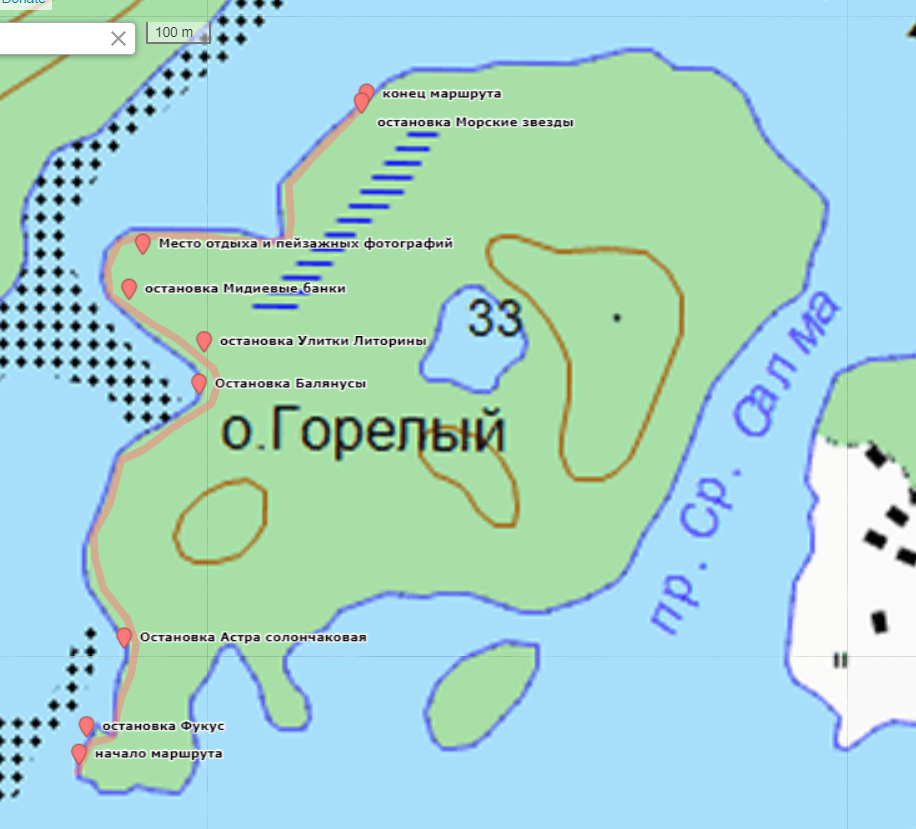 Donate
100 m
конец маршрута
остановка Морские звезды
Место отдыха и пейзажных фотографий
остановка Мидиевые банки
33
остановка Улитки Литорины
Остановка Балянусы
о.Горелый
пр. Ср. Салма
Остановка Астра солончаковая
остановка Фукус
начало маршрута